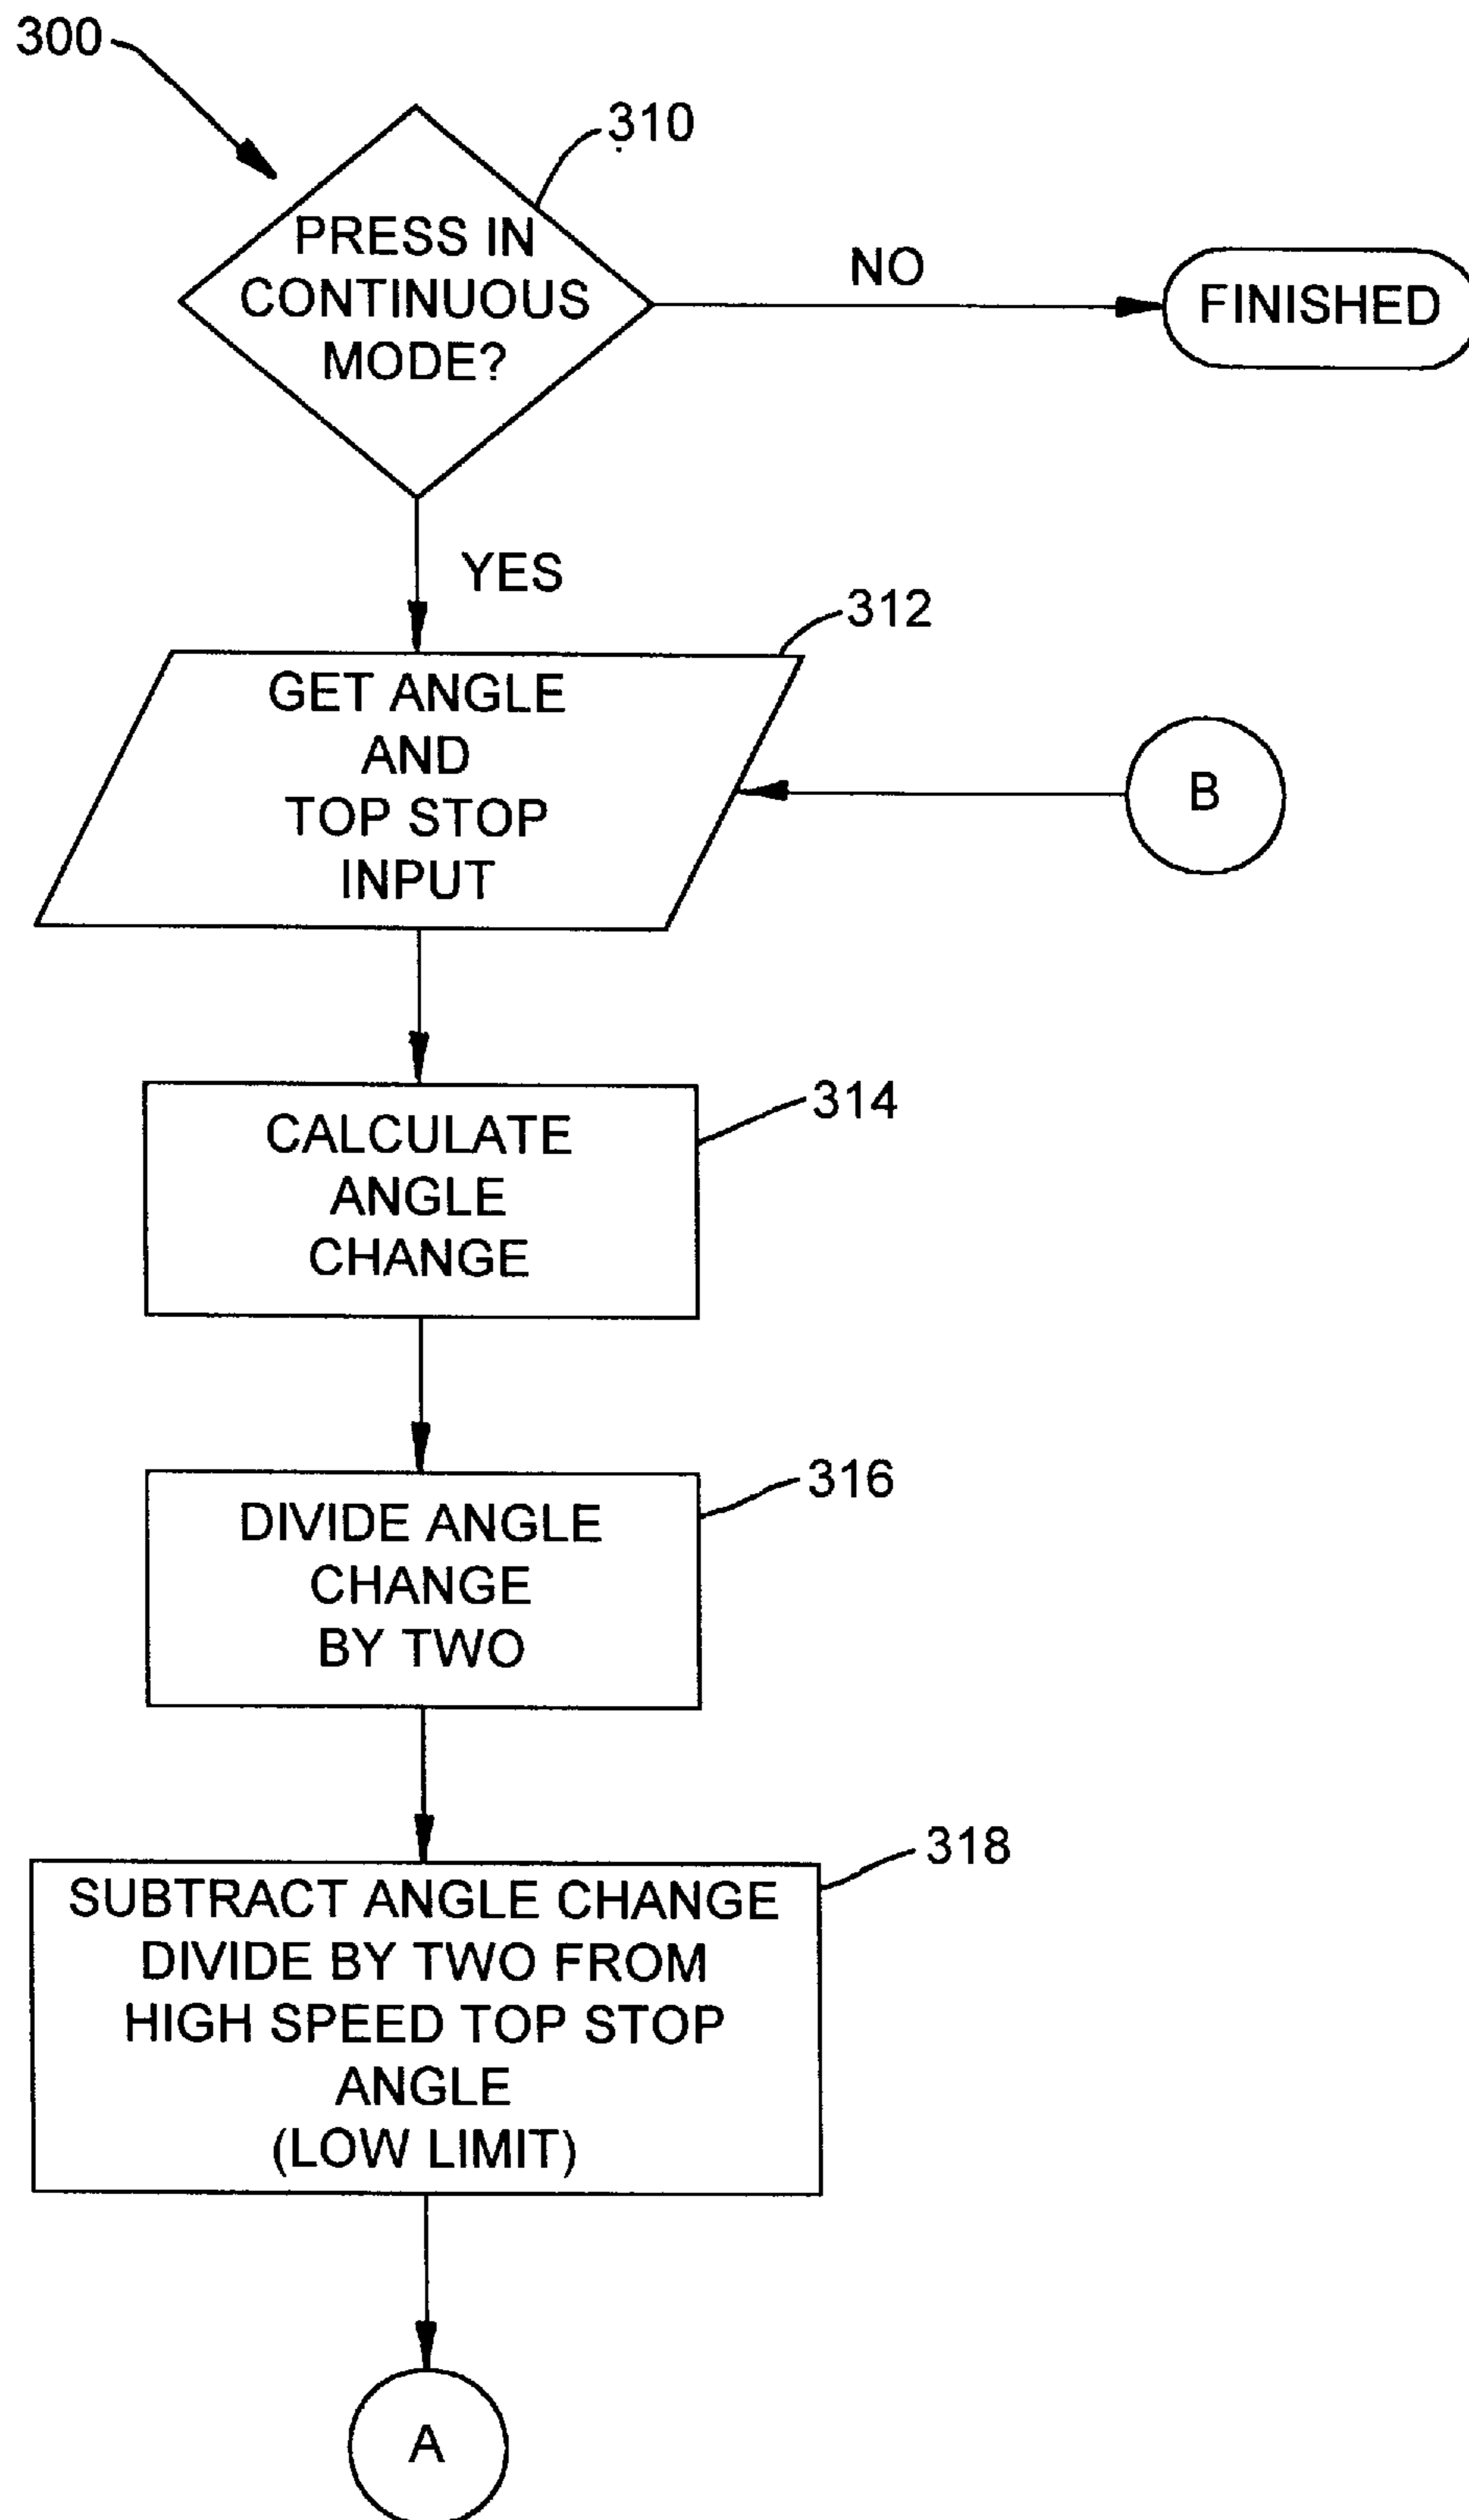 300
310
PRESS IN
CONTINUOUS
MODE?
NO
FINISHED
YES
312
GET ANGLE
AND
TOP STOP
INPUT
B
314
CALCULATE
ANGLE
CHANGE
316
DIVIDE ANGLE
CHANGE
BY TWO
318
SUBTRACT ANGLE CHANGE
DIVIDE BY TWO FROM
HIGH SPEED TOP STOP
ANGLE
(LOW LIMIT)
A